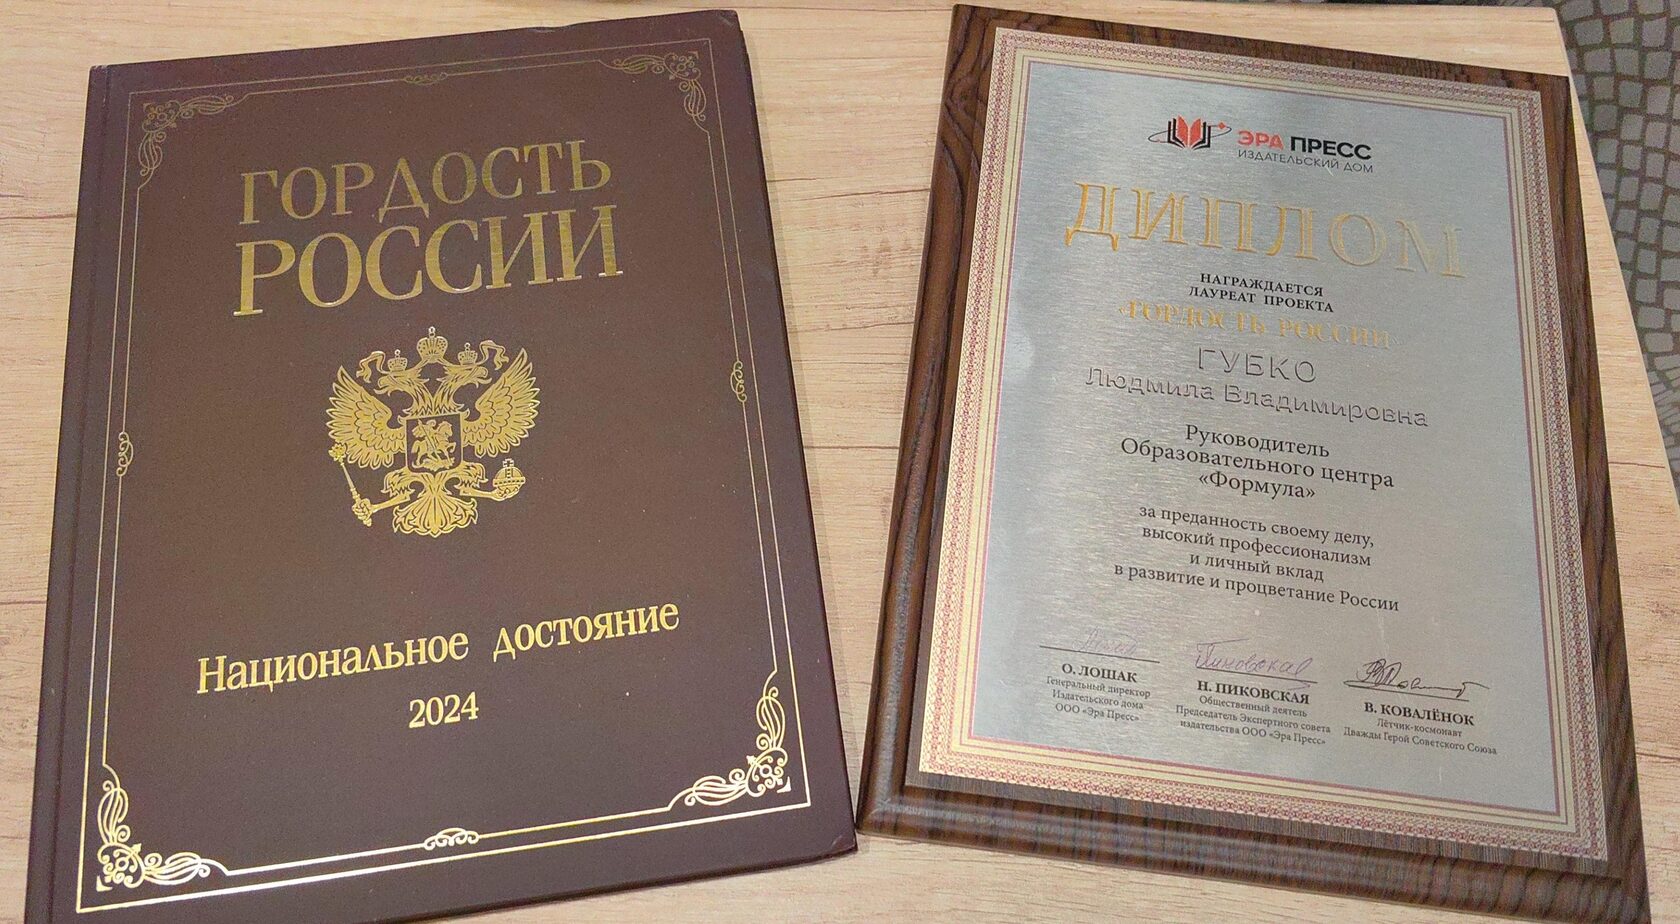 ГОРДОСТЬ
РОССИИ
Национальное достояние
2024
ЭРА ПРЕСС
ИЗДАТЕЛЬСКИЙ ДОМ
ДИПЛОМ
НАГРАЖДАЕТСЯ
ЛАУРЕАТ ПРОЕКТА
«ГОРДОСТЬ РОССИИ»
ГУБКО
Людмила Владимировна
Руководитель
Образовательного центра
«Формула»
за преданность своему делу,
высокий профессионализм
и личный вклад
в развитие и процветание России
О. ЛОШАК
Генеральный директор
Издательского дома
ООО «Эра Пресс»
Н. ПИКОВСКАЯ
Общественный деятель
Председатель Экспертного совета
издательства ООО «Эра Пресс»
В. КОВАЛЁНОК
Лётчик-космонавт
Дважды Герой Советского Союза